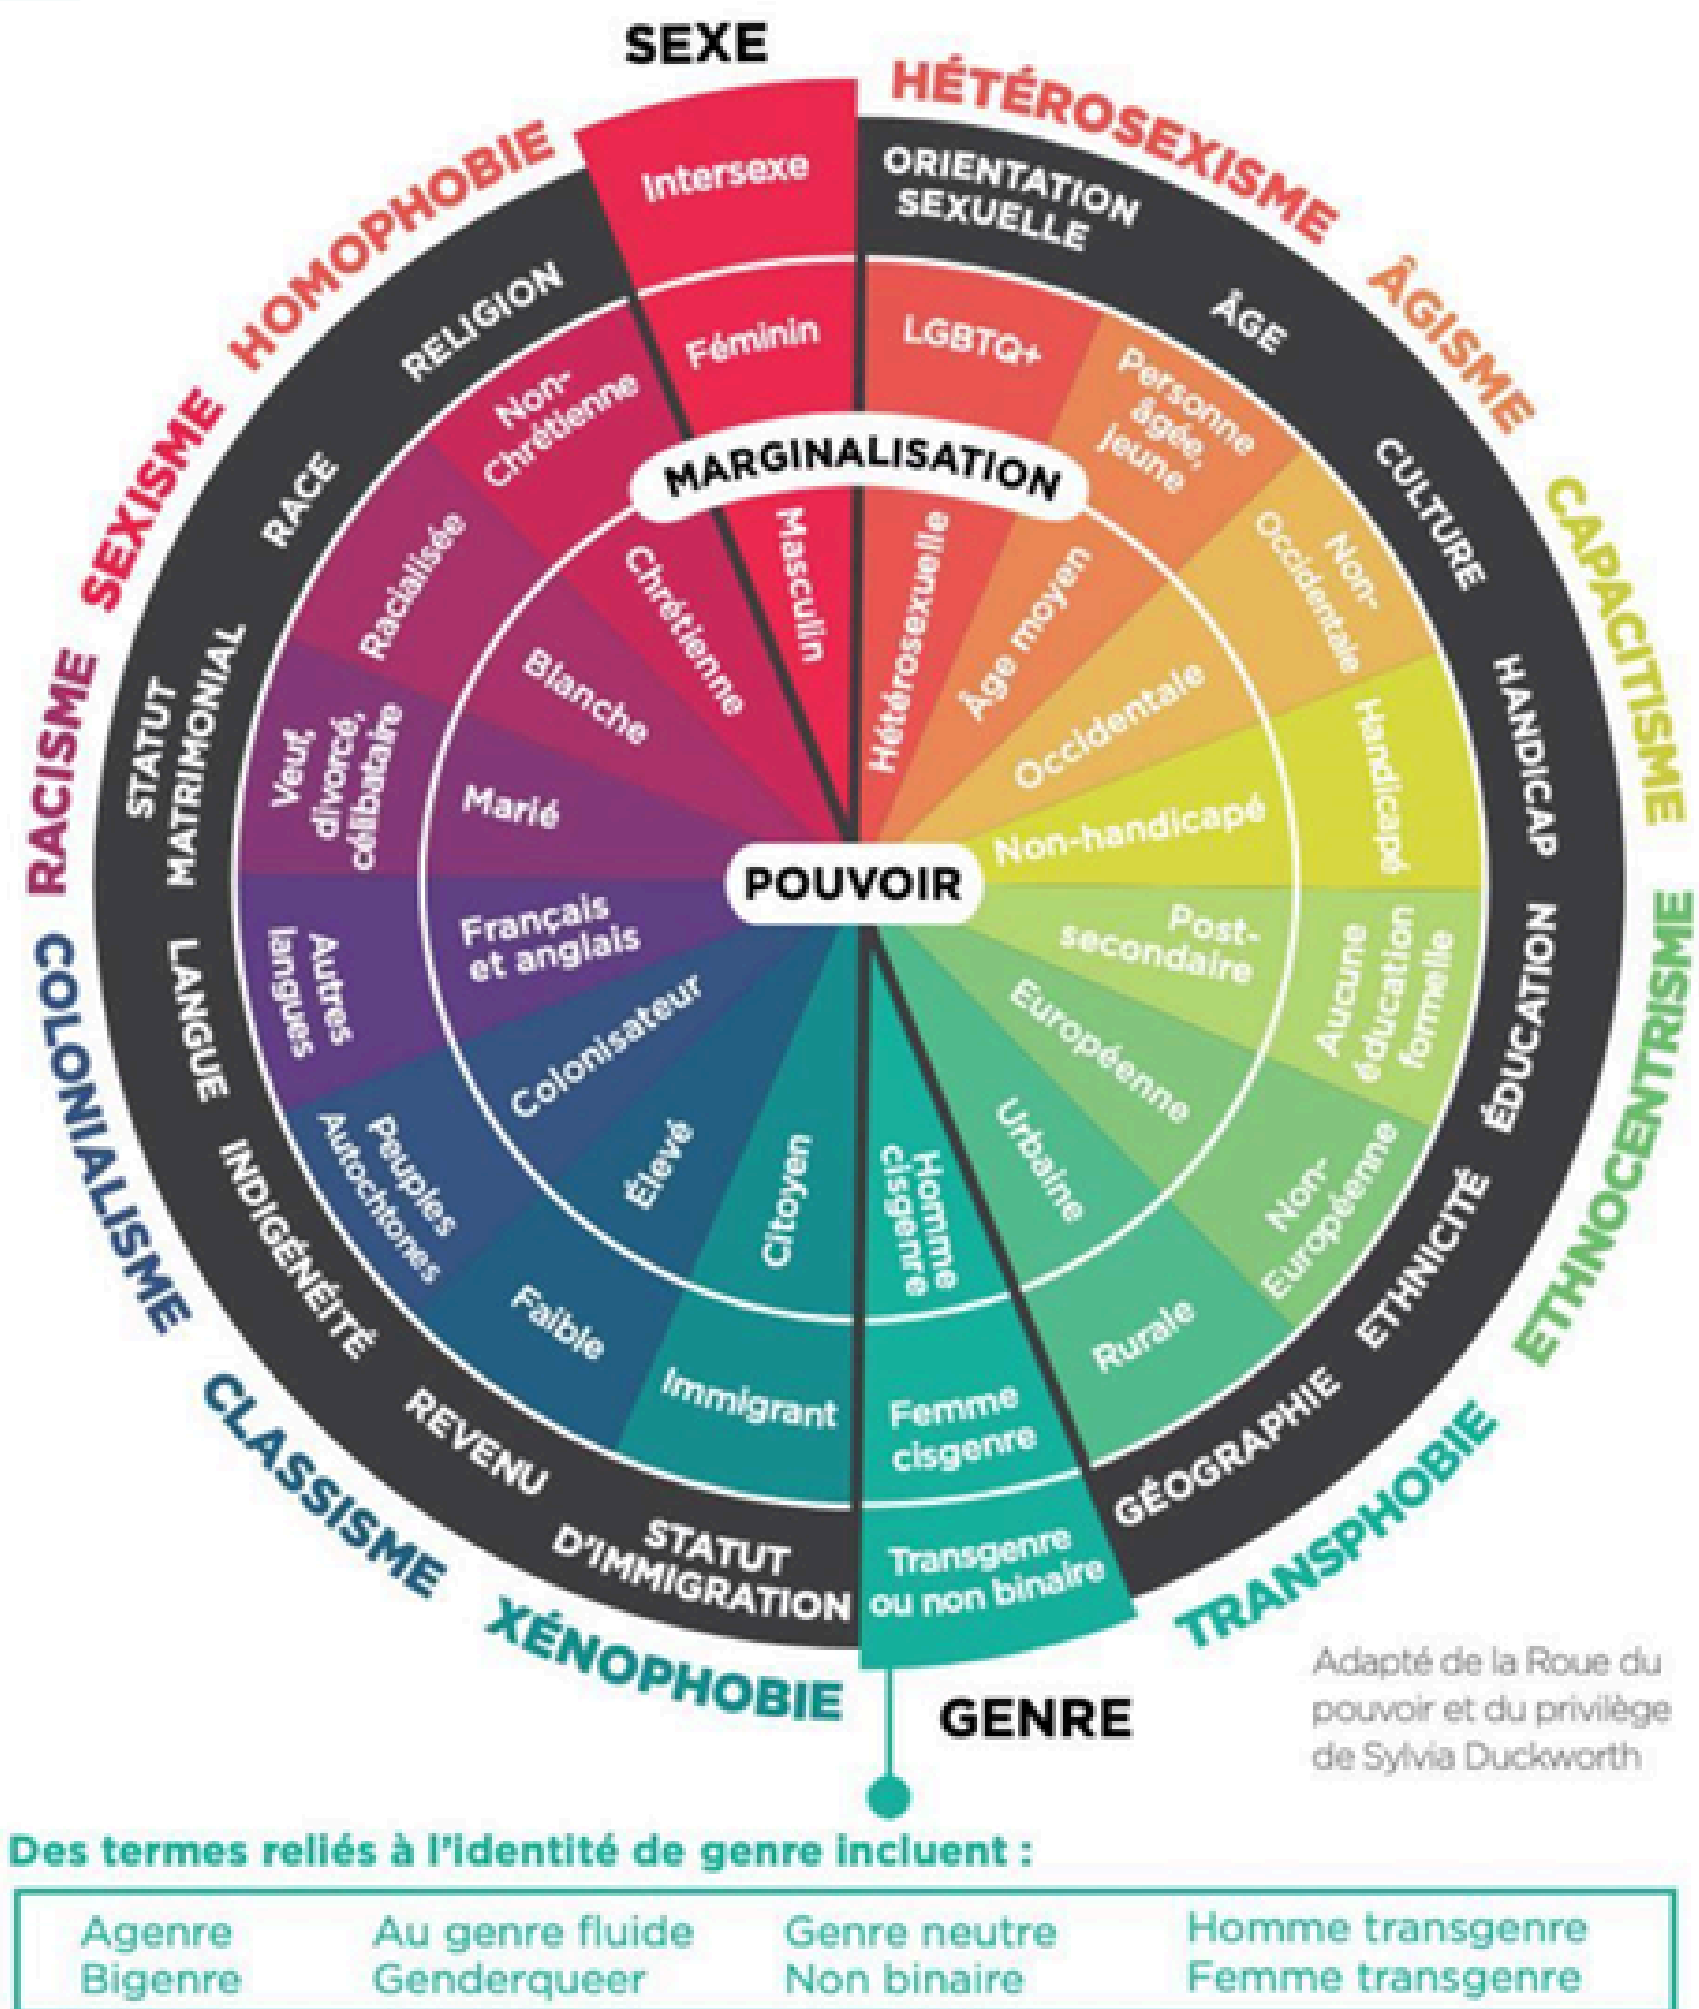 SEXE
HÉTÉROSEXISME
ÂGISME
CAPACITISME
ETHNOCENTRISME
TRANSPHOBIE
GENRE
XÉNOPHOBIE
CLASSISME
COLONIALISME
RACISME
SEXISME
HOMOPHOBIE
Intersexe
Féminin
Masculin
ORIENTATION
SEXUELLE
LGBTQ+
Hétérosexuelle
ÂGE
Personne
âgée,
jeune
Âge moyen
CULTURE
Non-
Occidentale
Occidentale
HANDICAP
Handicapé
Non-handicapé
ÉDUCATION
Aucune
éducation
formelle
Post-
secondaire
ETHNICITÉ
Non-
Européenne
Européenne
GÉOGRAPHIE
Rurale
Urbaine
Homme
cisgenre
Femme
cisgenre
Transgenre
ou non binaire
STATUT
D'IMMIGRATION
Immigrant
Citoyen
REVENU
Faible
Élevé
INDIGÉNÉITÉ
Peuples
Autochtones
Colonisateur
LANGUE
Autres
langues
Français
et anglais
STATUT
MATRIMONIAL
Veuf,
divorcé,
célibataire
Marié
RACE
Racialisée
Blanche
RELIGION
Non-
Chrétienne
Chrétienne
MARGINALISATION
POUVOIR
Adapté de la Roue du
pouvoir et du privilège
de Sylvia Duckworth
Des termes reliés à l'identité de genre incluent :
Agenre Au genre fluide Genre neutre Homme transgenre
Bigenre Genderqueer Non binaire Femme transgenre